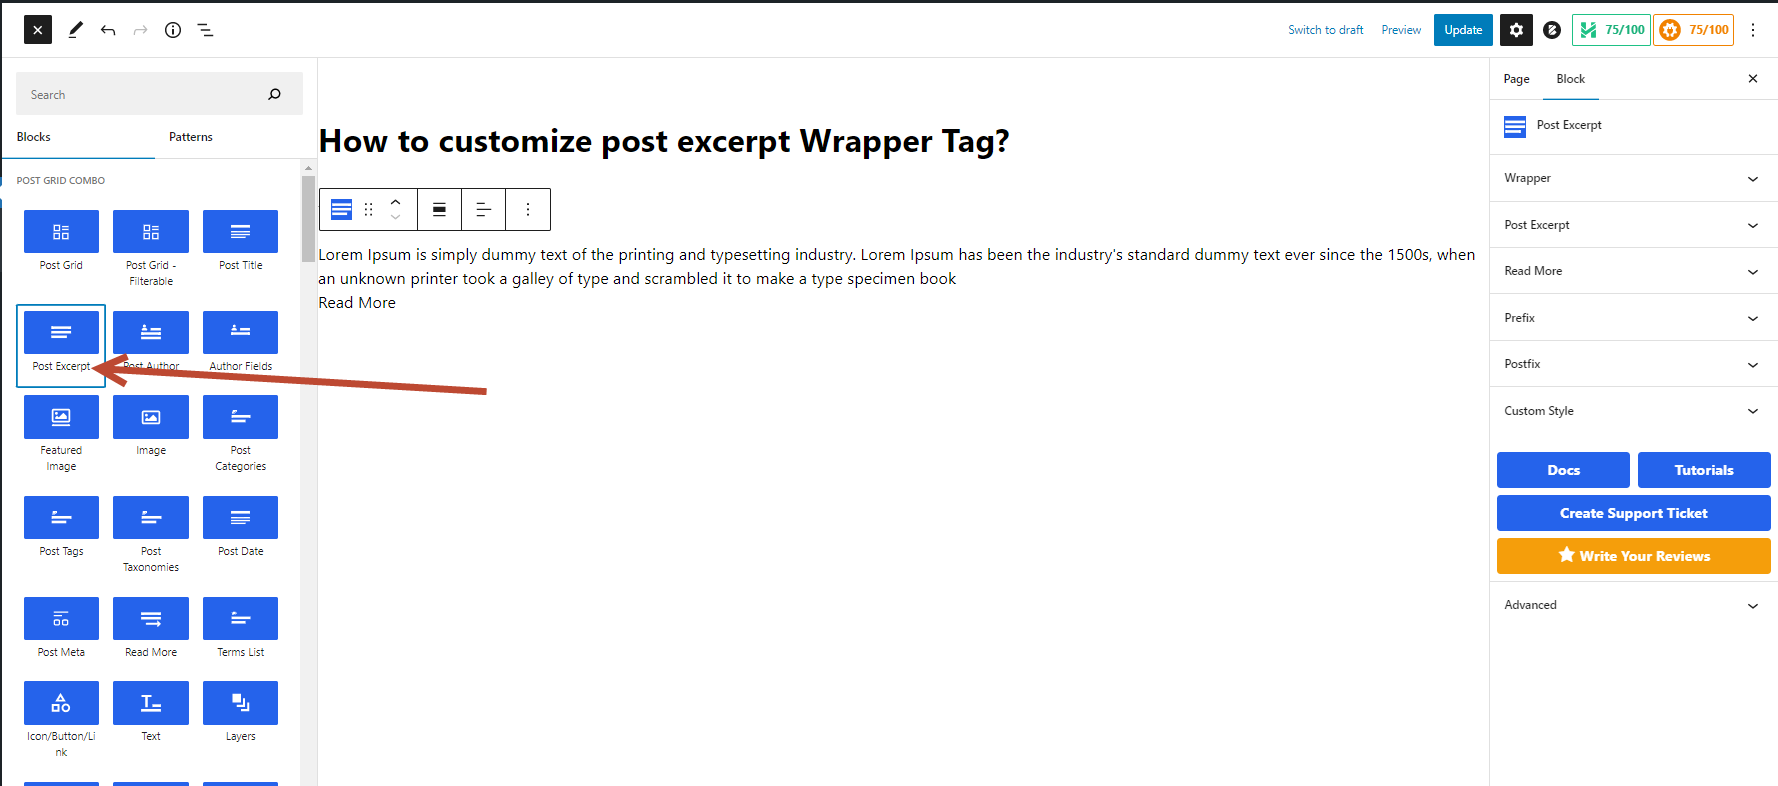 Switch to draft
Preview
Update
75/100
75/100
Search
Blocks
Patterns
POST GRID COMBO
Post Grid
Post Grid -
Filterable
Post Title
Post Excerpt
Post Author
Author Fields
Featured
Image
Image
Post
Categories
Post Tags
Post
Taxonomies
Post Date
Post Meta
Read More
Terms List
Icon/Button/Li
nk
Text
Layers
How to customize post excerpt Wrapper Tag?
Lorem Ipsum is simply dummy text of the printing and typesetting industry. Lorem Ipsum has been the industry's standard dummy text ever since the 1500s, when
an unknown printer took a galley of type and scrambled it to make a type specimen book
Read More
Page
Block
Post Excerpt
Wrapper
Post Excerpt
Read More
Prefix
Postfix
Custom Style
Docs
Tutorials
Create Support Ticket
Write Your Reviews
Advanced